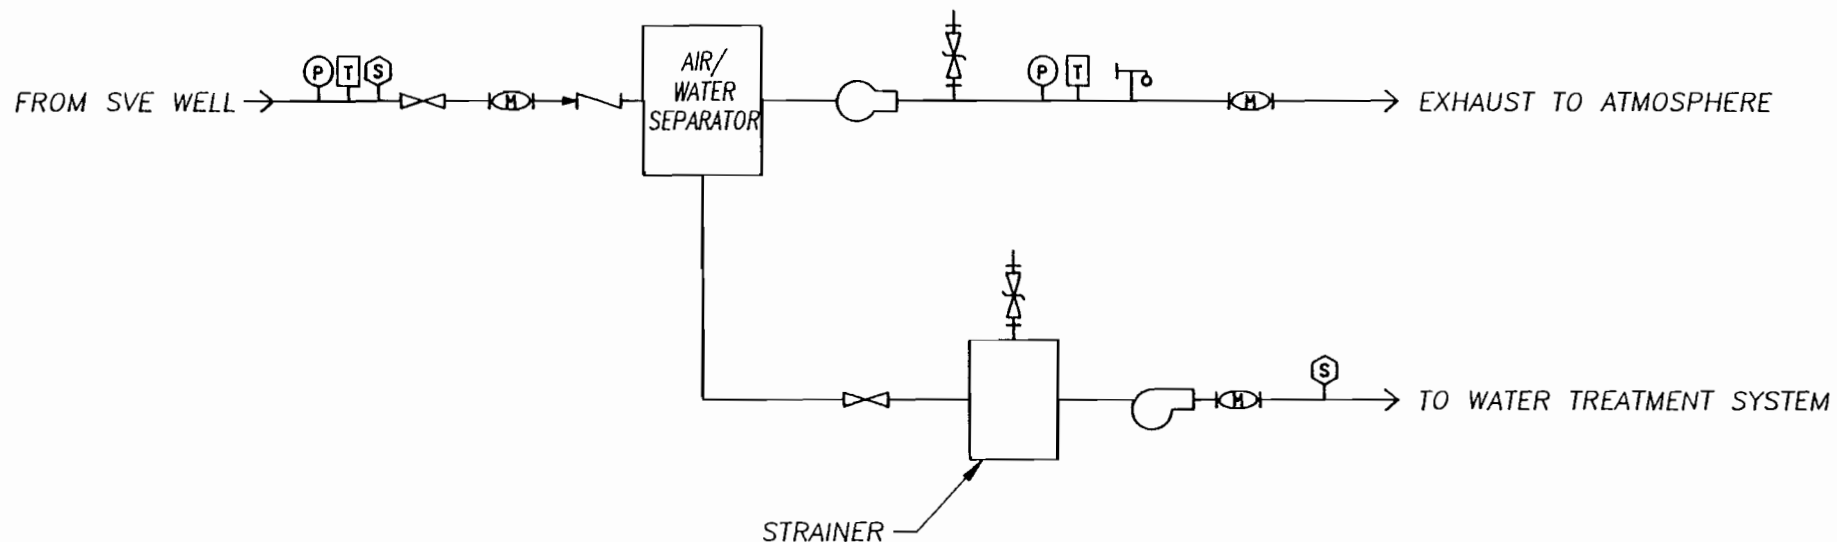 P T S
FROM SVE WELL
M
AIR/
WATER
SEPARATOR
P T
M
EXHAUST TO ATMOSPHERE
M
S
TO WATER TREATMENT SYSTEM
STRAINER